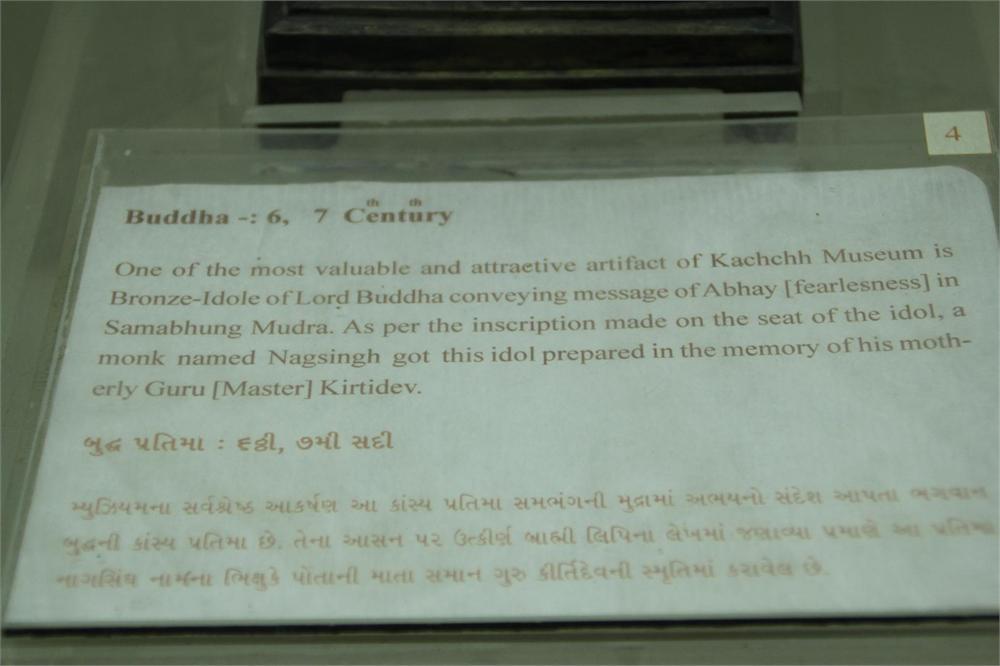 4
Buddha -: 6th, 7th Century
One of the most valuable and attractive artifact of Kachchh Museum is
Bronze-Idole of Lord Buddha conveying message of Abhay [fearlesness] in
Samabhung Mudra. As per the inscription made on the seat of the idol, a
monk named Nagsingh got this idol prepared in the memory of his moth-
erly Guru [Master] Kirtidev.
બુદ્ધ પ્રતિમા : ૬ઠ્ઠી, ૭મી સદી
મ્યુઝિયમના સર્વશ્રેષ્ઠ આકર્ષણ આ કાંસ્ય પ્રતિમા સમભંગની મુદ્રામાં અભયનો સંદેશ આપતા ભગવાન
બુદ્ધની કાંસ્ય પ્રતિમા છે. તેના આસન પર ઉત્કીર્ણ બ્રાહ્મી લિપિના લેખમાં જણાવ્યા પ્રમાણે આ પ્રતિમા
નાગસિંઘ નામના ભિક્ષુકે પોતાની માતા સમાન ગુરુ કીર્તિદેવની સ્મૃતિમાં કરાવેલ છે.